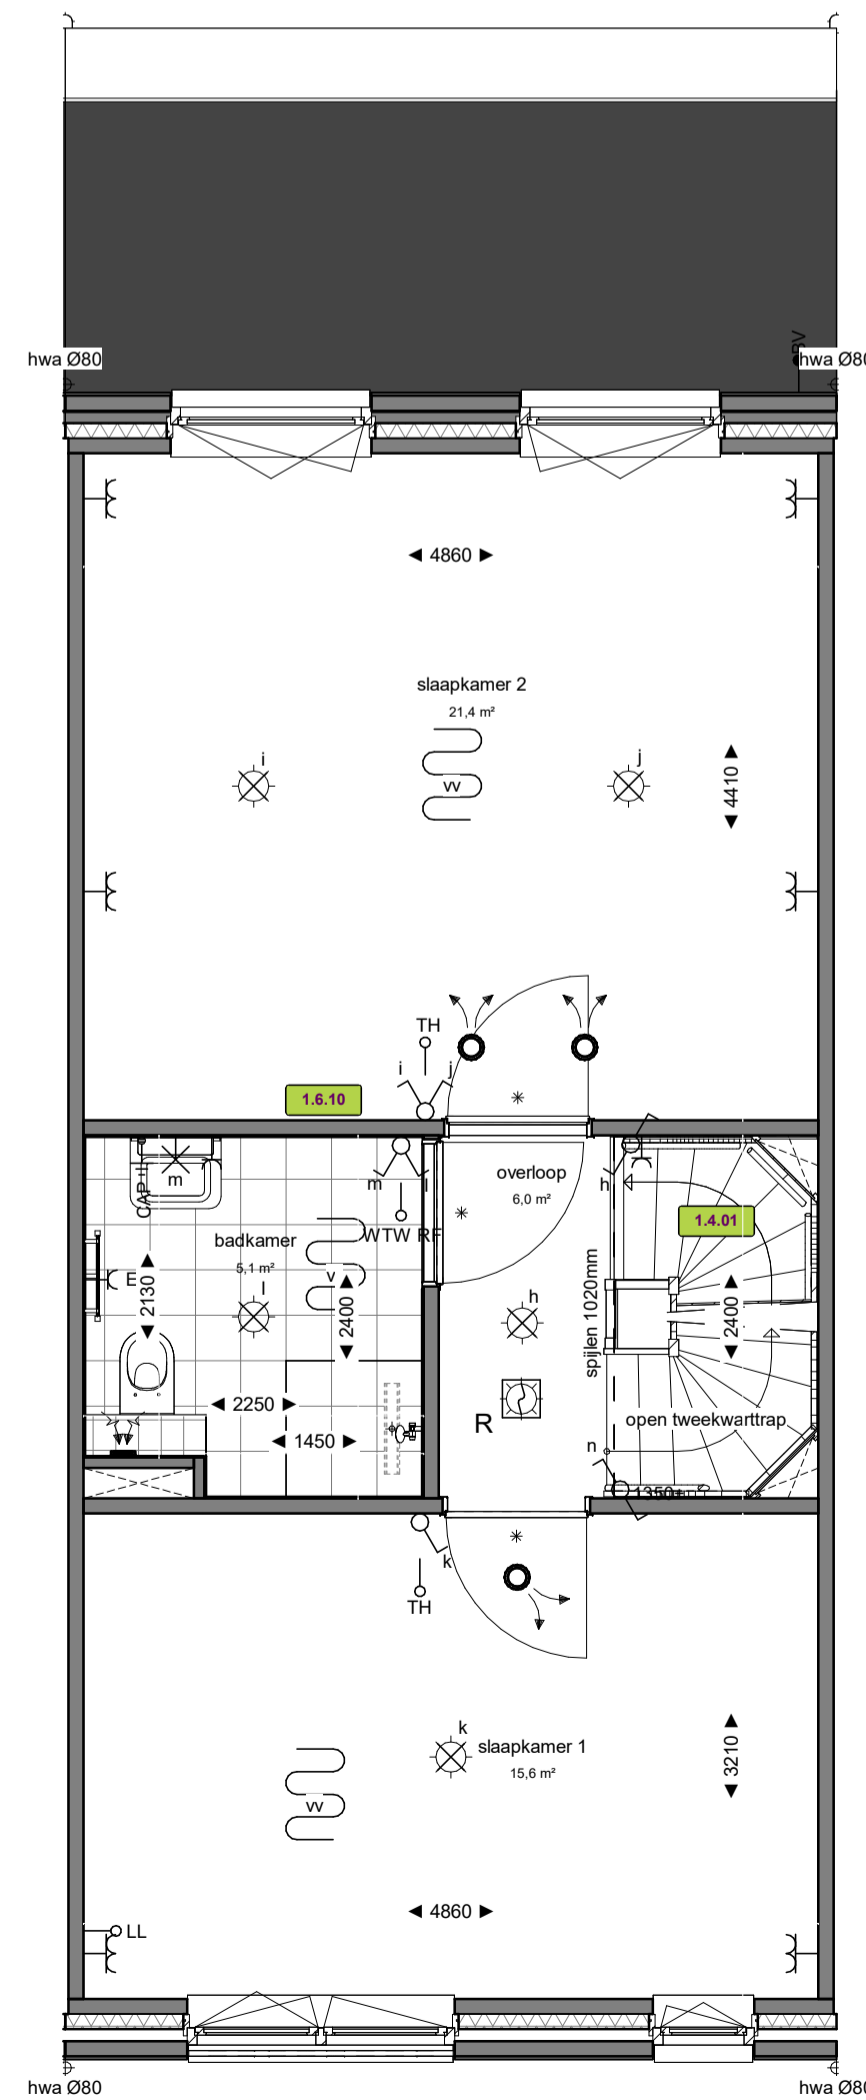 hwa Ø80
BV
hwa Ø80
◄ 4860 ►
slaapkamer 2
21,4 m²
i
j
vv
◄ 4410 ►
TH
i
j
1.6.10
*
overloop
6,0 m²
h
CAP
m
m
l
1.4.01
badkamer
5,1 m²
WTW RF
*
E
v
l
h
◄ 2130 ►
◄ 2400 ►
spijlen 1020mm
◄ 2400 ►
◄ 2250 ►
R
open tweekwarttrap
◄ 1450 ►
n
1350+
k
*
TH
k
slaapkamer 1
15,6 m²
vv
◄ 3210 ►
◄ 4860 ►
LL
hwa Ø80
hwa Ø80